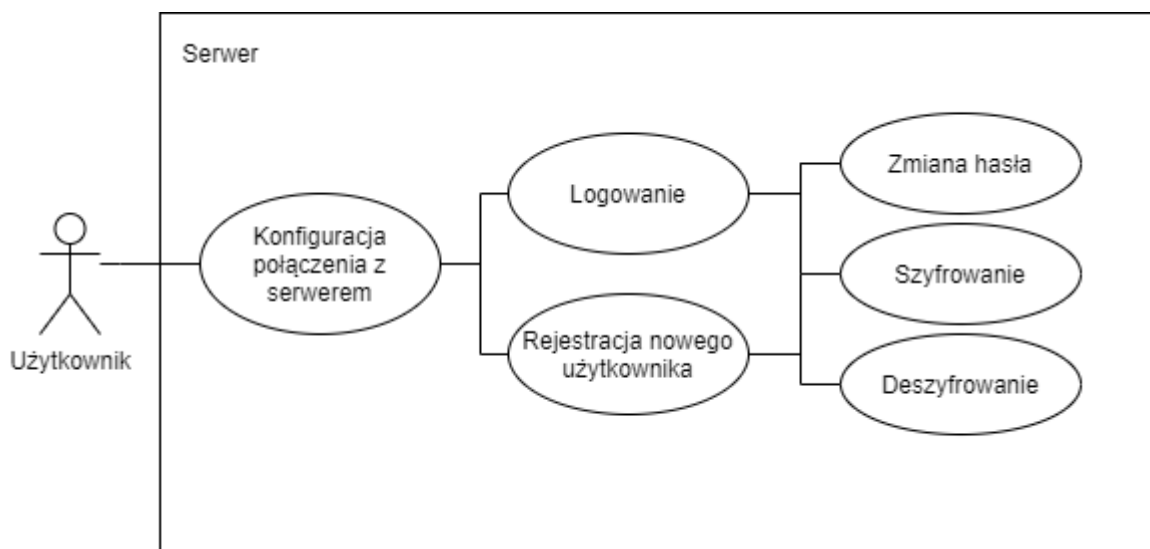 Serwer
Użytkownik
Konfiguracja
połączenia z
serwerem
Logowanie
Rejestracja nowego
użytkownika
Zmiana hasła
Szyfrowanie
Deszyfrowanie